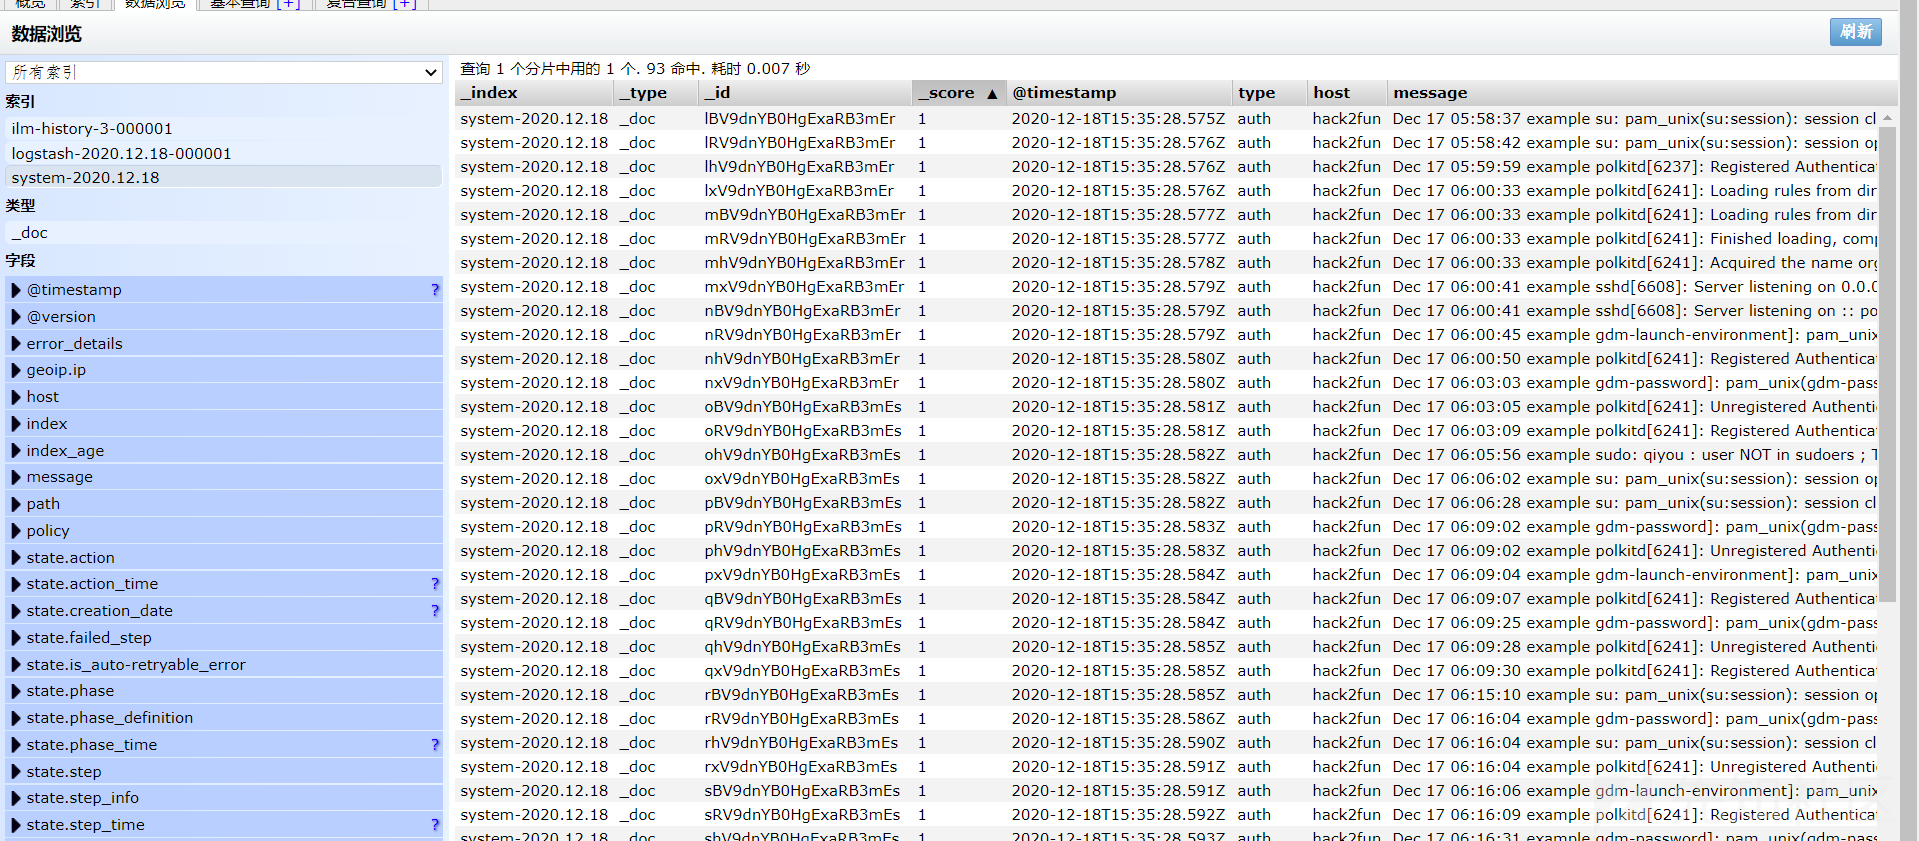 概览 索引 数据浏览 基本查询 [+] 复合查询 [+]
数据浏览
刷新
所有索引
索引
ilm-history-3-000001
logstash-2020.12.18-000001
system-2020.12.18
类型
_doc
字段
@timestamp ?
@version
error_details
geoip.ip
host
index
index_age
message
path
policy
state.action
state.action_time ?
state.creation_date ?
state.failed_step
state.is_auto-retryable_error
state.phase
state.phase_definition
state.phase_time ?
state.step
state.step_info
state.step_time ?
查询 1 个分片中用的 1 个. 93 命中. 耗时 0.007 秒
_index _type _id _score ▲ @timestamp type host message
system-2020.12.18 _doc lBV9dnYB0HgExaRB3mEr 1 2020-12-18T15:35:28.575Z auth hack2fun Dec 17 05:58:37 example su: pam_unix(su:session): session cl
system-2020.12.18 _doc lRV9dnYB0HgExaRB3mEr 1 2020-12-18T15:35:28.576Z auth hack2fun Dec 17 05:58:42 example su: pam_unix(su:session): session op
system-2020.12.18 _doc lhV9dnYB0HgExaRB3mEr 1 2020-12-18T15:35:28.576Z auth hack2fun Dec 17 05:59:59 example polkitd[6237]: Registered Authentica
system-2020.12.18 _doc lxV9dnYB0HgExaRB3mEr 1 2020-12-18T15:35:28.576Z auth hack2fun Dec 17 06:00:33 example polkitd[6241]: Loading rules from dir
system-2020.12.18 _doc mBV9dnYB0HgExaRB3mEr 1 2020-12-18T15:35:28.577Z auth hack2fun Dec 17 06:00:33 example polkitd[6241]: Loading rules from dir
system-2020.12.18 _doc mRV9dnYB0HgExaRB3mEr 1 2020-12-18T15:35:28.577Z auth hack2fun Dec 17 06:00:33 example polkitd[6241]: Finished loading, comp
system-2020.12.18 _doc mhV9dnYB0HgExaRB3mEr 1 2020-12-18T15:35:28.578Z auth hack2fun Dec 17 06:00:33 example polkitd[6241]: Acquired the name org
system-2020.12.18 _doc mxV9dnYB0HgExaRB3mEr 1 2020-12-18T15:35:28.579Z auth hack2fun Dec 17 06:00:41 example sshd[6608]: Server listening on 0.0.0
system-2020.12.18 _doc nBV9dnYB0HgExaRB3mEr 1 2020-12-18T15:35:28.579Z auth hack2fun Dec 17 06:00:41 example sshd[6608]: Server listening on :: po
system-2020.12.18 _doc nRV9dnYB0HgExaRB3mEr 1 2020-12-18T15:35:28.579Z auth hack2fun Dec 17 06:00:45 example gdm-launch-environment]: pam_unix
system-2020.12.18 _doc nhV9dnYB0HgExaRB3mEr 1 2020-12-18T15:35:28.580Z auth hack2fun Dec 17 06:00:50 example polkitd[6241]: Registered Authentica
system-2020.12.18 _doc nxV9dnYB0HgExaRB3mEr 1 2020-12-18T15:35:28.580Z auth hack2fun Dec 17 06:03:03 example gdm-password]: pam_unix(gdm-pas
system-2020.12.18 _doc oBV9dnYB0HgExaRB3mEs 1 2020-12-18T15:35:28.581Z auth hack2fun Dec 17 06:03:05 example polkitd[6241]: Unregistered Authenti
system-2020.12.18 _doc oRV9dnYB0HgExaRB3mEs 1 2020-12-18T15:35:28.581Z auth hack2fun Dec 17 06:03:09 example polkitd[6241]: Registered Authentica
system-2020.12.18 _doc ohV9dnYB0HgExaRB3mEs 1 2020-12-18T15:35:28.582Z auth hack2fun Dec 17 06:05:56 example sudo: qiyou : user NOT in sudoers ; T
system-2020.12.18 _doc oxV9dnYB0HgExaRB3mEs 1 2020-12-18T15:35:28.582Z auth hack2fun Dec 17 06:06:02 example su: pam_unix(su:session): session op
system-2020.12.18 _doc pBV9dnYB0HgExaRB3mEs 1 2020-12-18T15:35:28.582Z auth hack2fun Dec 17 06:06:28 example su: pam_unix(su:session): session cl
system-2020.12.18 _doc pRV9dnYB0HgExaRB3mEs 1 2020-12-18T15:35:28.583Z auth hack2fun Dec 17 06:09:02 example gdm-password]: pam_unix(gdm-pas
system-2020.12.18 _doc phV9dnYB0HgExaRB3mEs 1 2020-12-18T15:35:28.583Z auth hack2fun Dec 17 06:09:02 example polkitd[6241]: Unregistered Authenti
system-2020.12.18 _doc pxV9dnYB0HgExaRB3mEs 1 2020-12-18T15:35:28.584Z auth hack2fun Dec 17 06:09:04 example gdm-launch-environment]: pam_unix
system-2020.12.18 _doc qBV9dnYB0HgExaRB3mEs 1 2020-12-18T15:35:28.584Z auth hack2fun Dec 17 06:09:07 example polkitd[6241]: Registered Authentica
system-2020.12.18 _doc qRV9dnYB0HgExaRB3mEs 1 2020-12-18T15:35:28.584Z auth hack2fun Dec 17 06:09:25 example gdm-password]: pam_unix(gdm-pas
system-2020.12.18 _doc qhV9dnYB0HgExaRB3mEs 1 2020-12-18T15:35:28.585Z auth hack2fun Dec 17 06:09:28 example polkitd[6241]: Unregistered Authenti
system-2020.12.18 _doc qxV9dnYB0HgExaRB3mEs 1 2020-12-18T15:35:28.585Z auth hack2fun Dec 17 06:09:30 example polkitd[6241]: Registered Authentica
system-2020.12.18 _doc rBV9dnYB0HgExaRB3mEs 1 2020-12-18T15:35:28.585Z auth hack2fun Dec 17 06:15:10 example su: pam_unix(su:session): session op
system-2020.12.18 _doc rRV9dnYB0HgExaRB3mEs 1 2020-12-18T15:35:28.586Z auth hack2fun Dec 17 06:16:04 example gdm-password]: pam_unix(gdm-pas
system-2020.12.18 _doc rhV9dnYB0HgExaRB3mEs 1 2020-12-18T15:35:28.590Z auth hack2fun Dec 17 06:16:04 example su: pam_unix(su:session): session cl
system-2020.12.18 _doc rxV9dnYB0HgExaRB3mEs 1 2020-12-18T15:35:28.591Z auth hack2fun Dec 17 06:16:04 example polkitd[6241]: Unregistered Authenti
system-2020.12.18 _doc sBV9dnYB0HgExaRB3mEs 1 2020-12-18T15:35:28.591Z auth hack2fun Dec 17 06:16:06 example gdm-launch-environment]: pam_unix
system-2020.12.18 _doc sRV9dnYB0HgExaRB3mEs 1 2020-12-18T15:35:28.592Z auth hack2fun Dec 17 06:16:09 example polkitd[6241]: Registered Authentica
system-2020.12.18 _doc shV9dnYB0HgExaRB3mEs 1 2020-12-18T15:35:28.593Z auth hack2fun Dec 17 06:16:31 example gdm-password]: pam_unix(gdm-pas